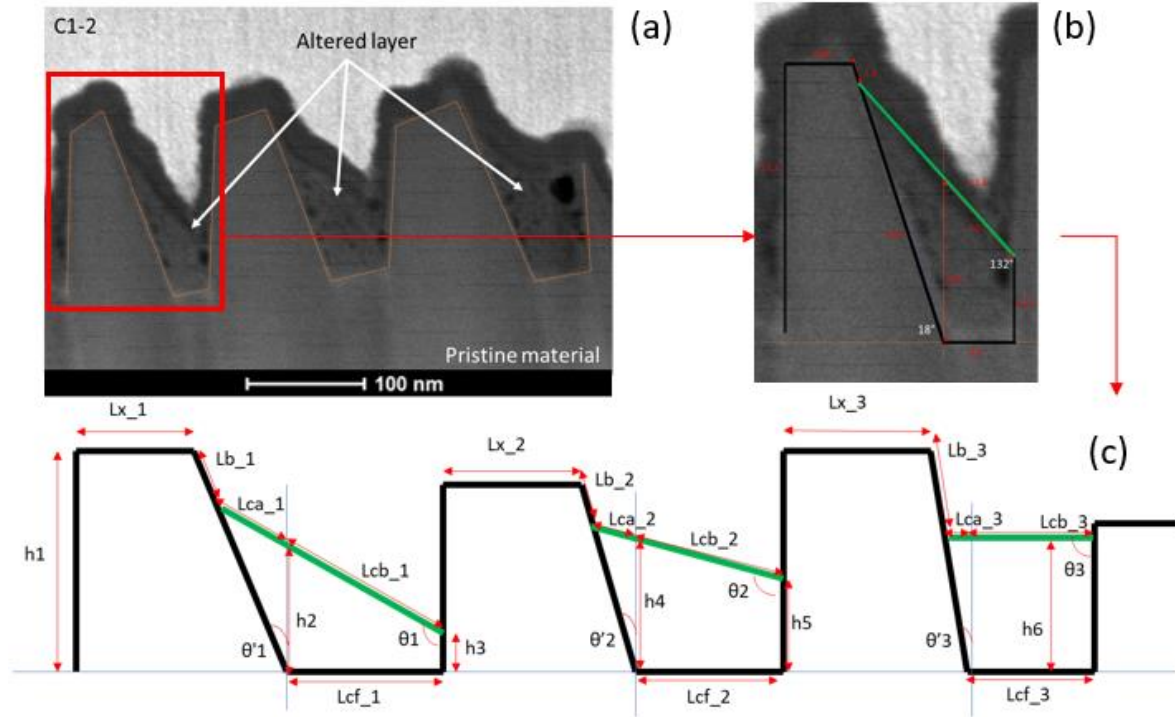 C1-2
(a)
Altered layer
Pristine material
100 nm
(b)
132°
18°
(c)
Lx_1
Lb_1
Lca_1
Lcb_1
h1
h2
θ'1
θ1
h3
Lcf_1
Lx_2
Lb_2
Lca_2
Lcb_2
h4
θ'2
θ2
h5
Lcf_2
Lx_3
Lb_3
Lca_3
Lcb_3
θ3
h6
θ'3
Lcf_3